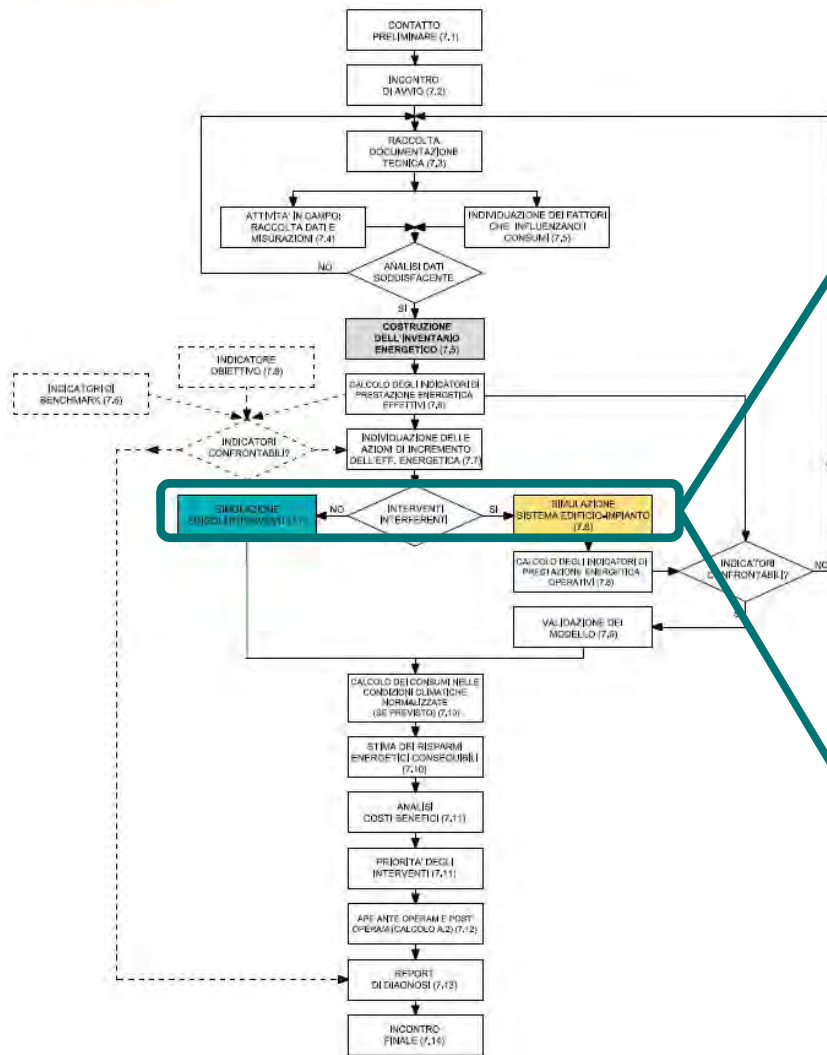 CONTATTO
PRELIMINARE (7.1)
INCONTRO
DI AVVIO (7.2)
RACCOLTA
DOCUMENTAZIONE
TECNICA (7.3)
ATTIVITA' IN CAMPO:
RACCOLTA DATI E
MISURAZIONI (7.4)
INDIVIDUAZIONE DEI FATTORI
CHE INFLUENZANO I
CONSUMI (7.5)
NO
ANALISI DATI
SODDISFACENTE
SI
COSTRUZIONE
DELL'INVENTARIO
ENERGETICO (7.5)
INDICATORE
OBIETTIVO (7.8)
INDICATORI DI
BENCHMARK (7.6)
CALCOLO DEGLI INDICATORI DI
PRESTAZIONE ENERGETICA
EFFETTIVI (7.6)
INDICATORI
CONFRONTABILI?
INDIVIDUAZIONE DELLE
AZIONI DI INCREMENTO
DELL'EFF. ENERGETICA (7.7)
SIMULAZIONE
SINGOLI INTERVENTI
NO
INTERVENTI
INTERFERENTI
SI
SIMULAZIONE
SISTEMA EDIFICIO-IMPIANTO
(7.8)
CALCOLO DEGLI INDICATORI DI
PRESTAZIONE ENERGETICA
OPERATIVI (7.8)
INDICATORI
CONFRONTABILI?
NO
VALIDAZIONE DEL
MODELLO (7.9)
CALCOLO DEI CONSUMI NELLE
CONDIZIONI CLIMATICHE
NORMALIZZATE
(SE PREVISTO) (7.10)
STIMA DEI RISPARMI
ENERGETICI CONSEGUIBILI
(7.10)
ANALISI
COSTI BENEFICI (7.11)
PRIORITA' DEGLI
INTERVENTI (7.11)
APE ANTE OPERAM E POST
OPERAM (CALCOLO A.2) (7.12)
REPORT
DI DIAGNOSI (7.13)
INCONTRO
FINALE (7.14)